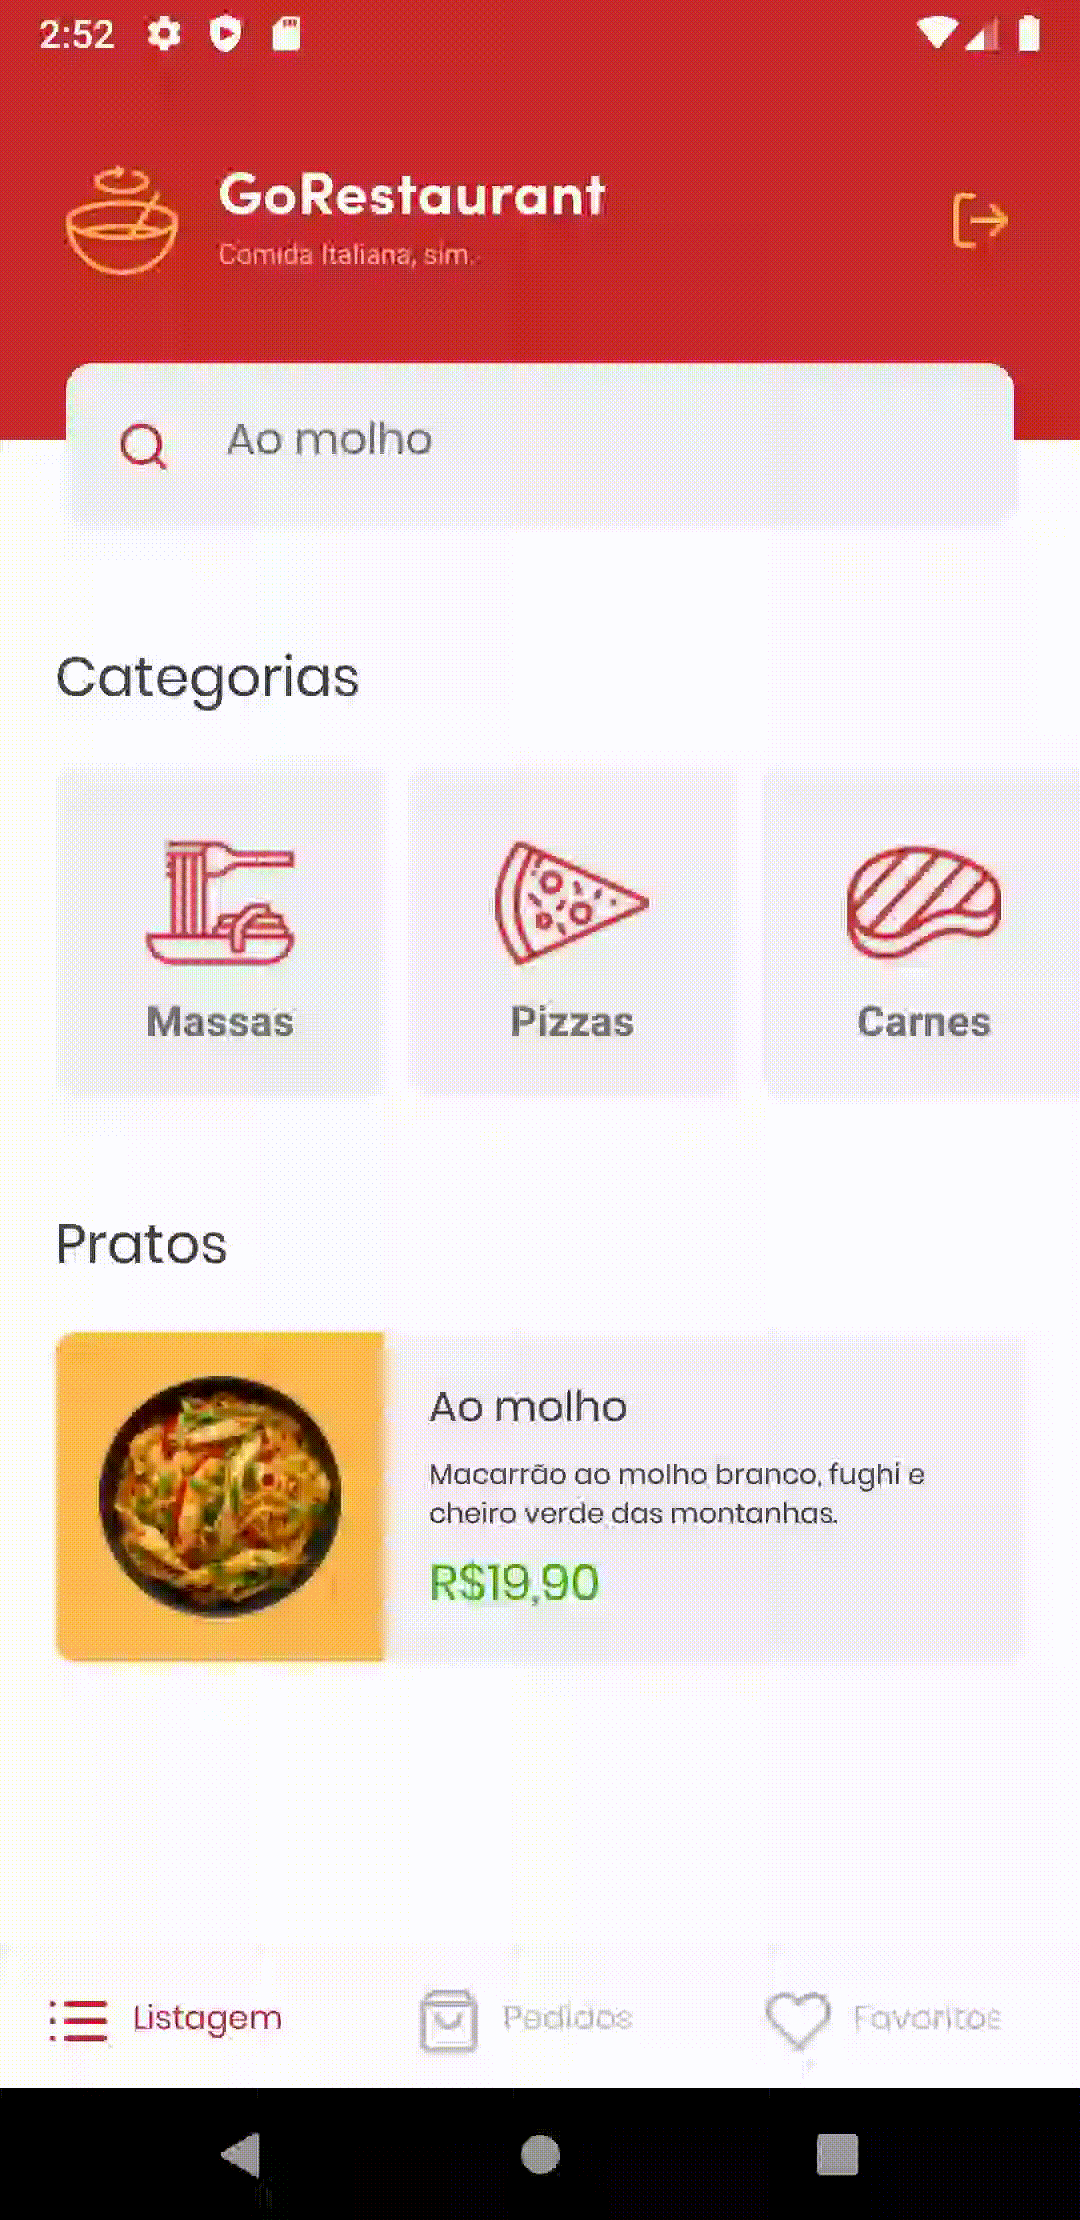 2:52
GoRestaurant
Comida Italiana, sim.
Ao molho
Categorias
Massas
Pizzas
Carnes
Pratos
Ao molho
Macarrão ao molho branco, fughi e
cheiro verde das montanhas.
R$19,90
Listagem
Pedidos
Favoritos